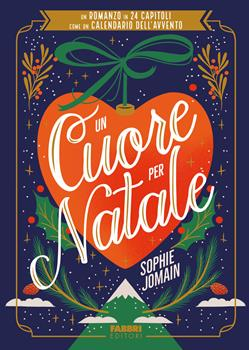 UN ROMANZO IN 24 CAPITOLI
COME UN CALENDARIO DELL'AVVENTO
UN
Cuore
PER
Natale
SOPHIE
JOMAIN
FABBRI
EDITORI